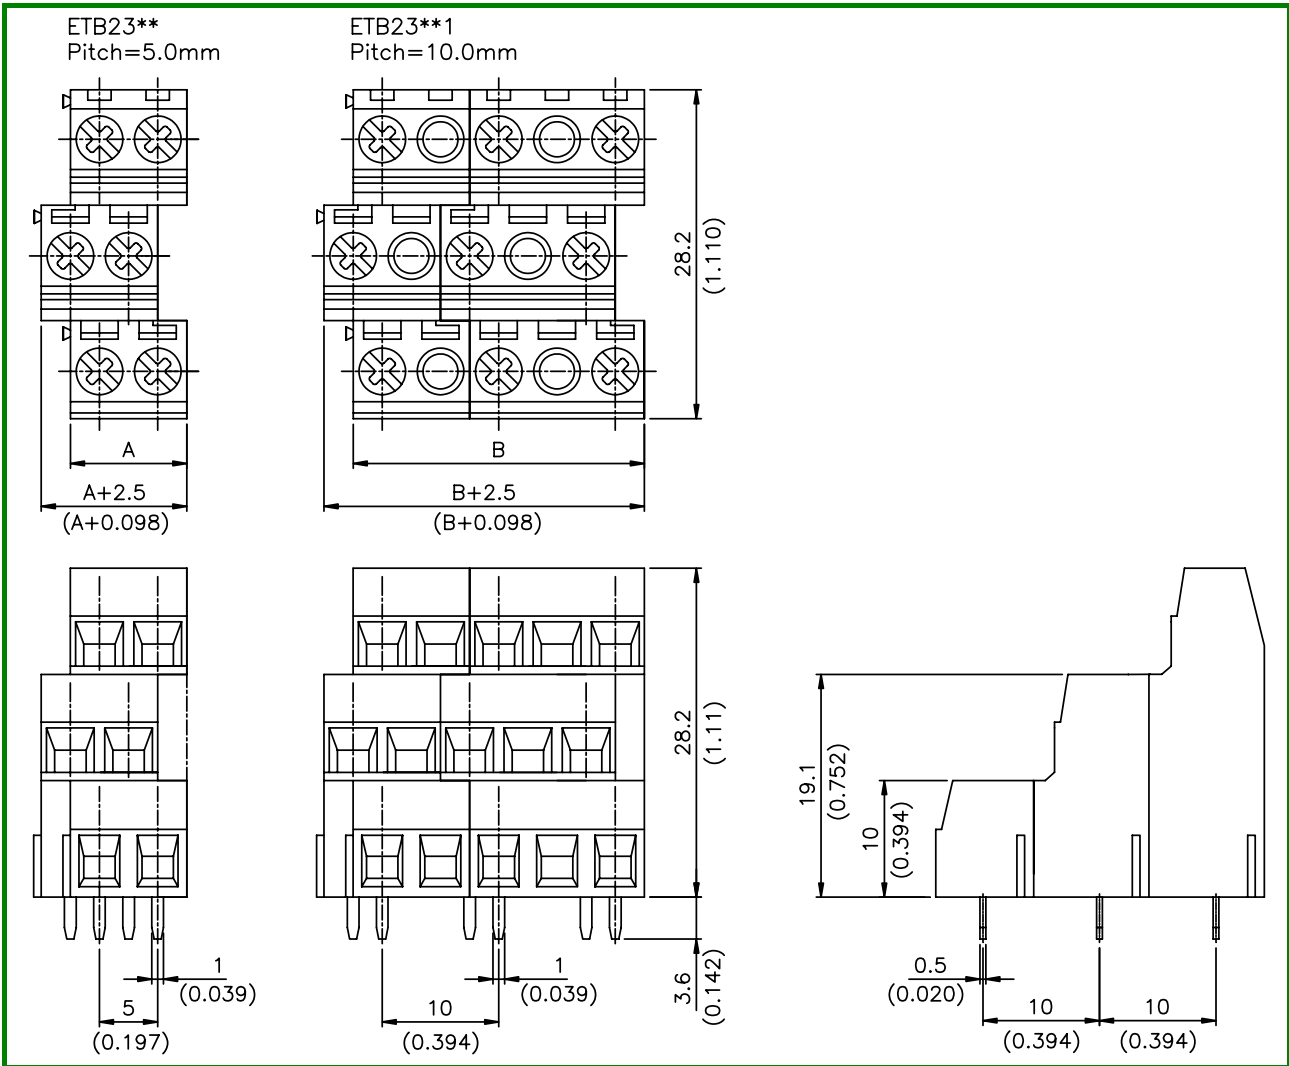 ETB23**
Pitch=5.0mm
ETB23**1
Pitch=10.0mm
28.2
(1.110)
A
B
A+2.5
(A+0.098)
B+2.5
(B+0.098)
28.2
(1.11)
19.1
(0.752)
10
(0.394)
1
(0.039)
5
(0.197)
1
(0.039)
10
(0.394)
3.6
(0.142)
0.5
(0.020)
10
(0.394)
10
(0.394)